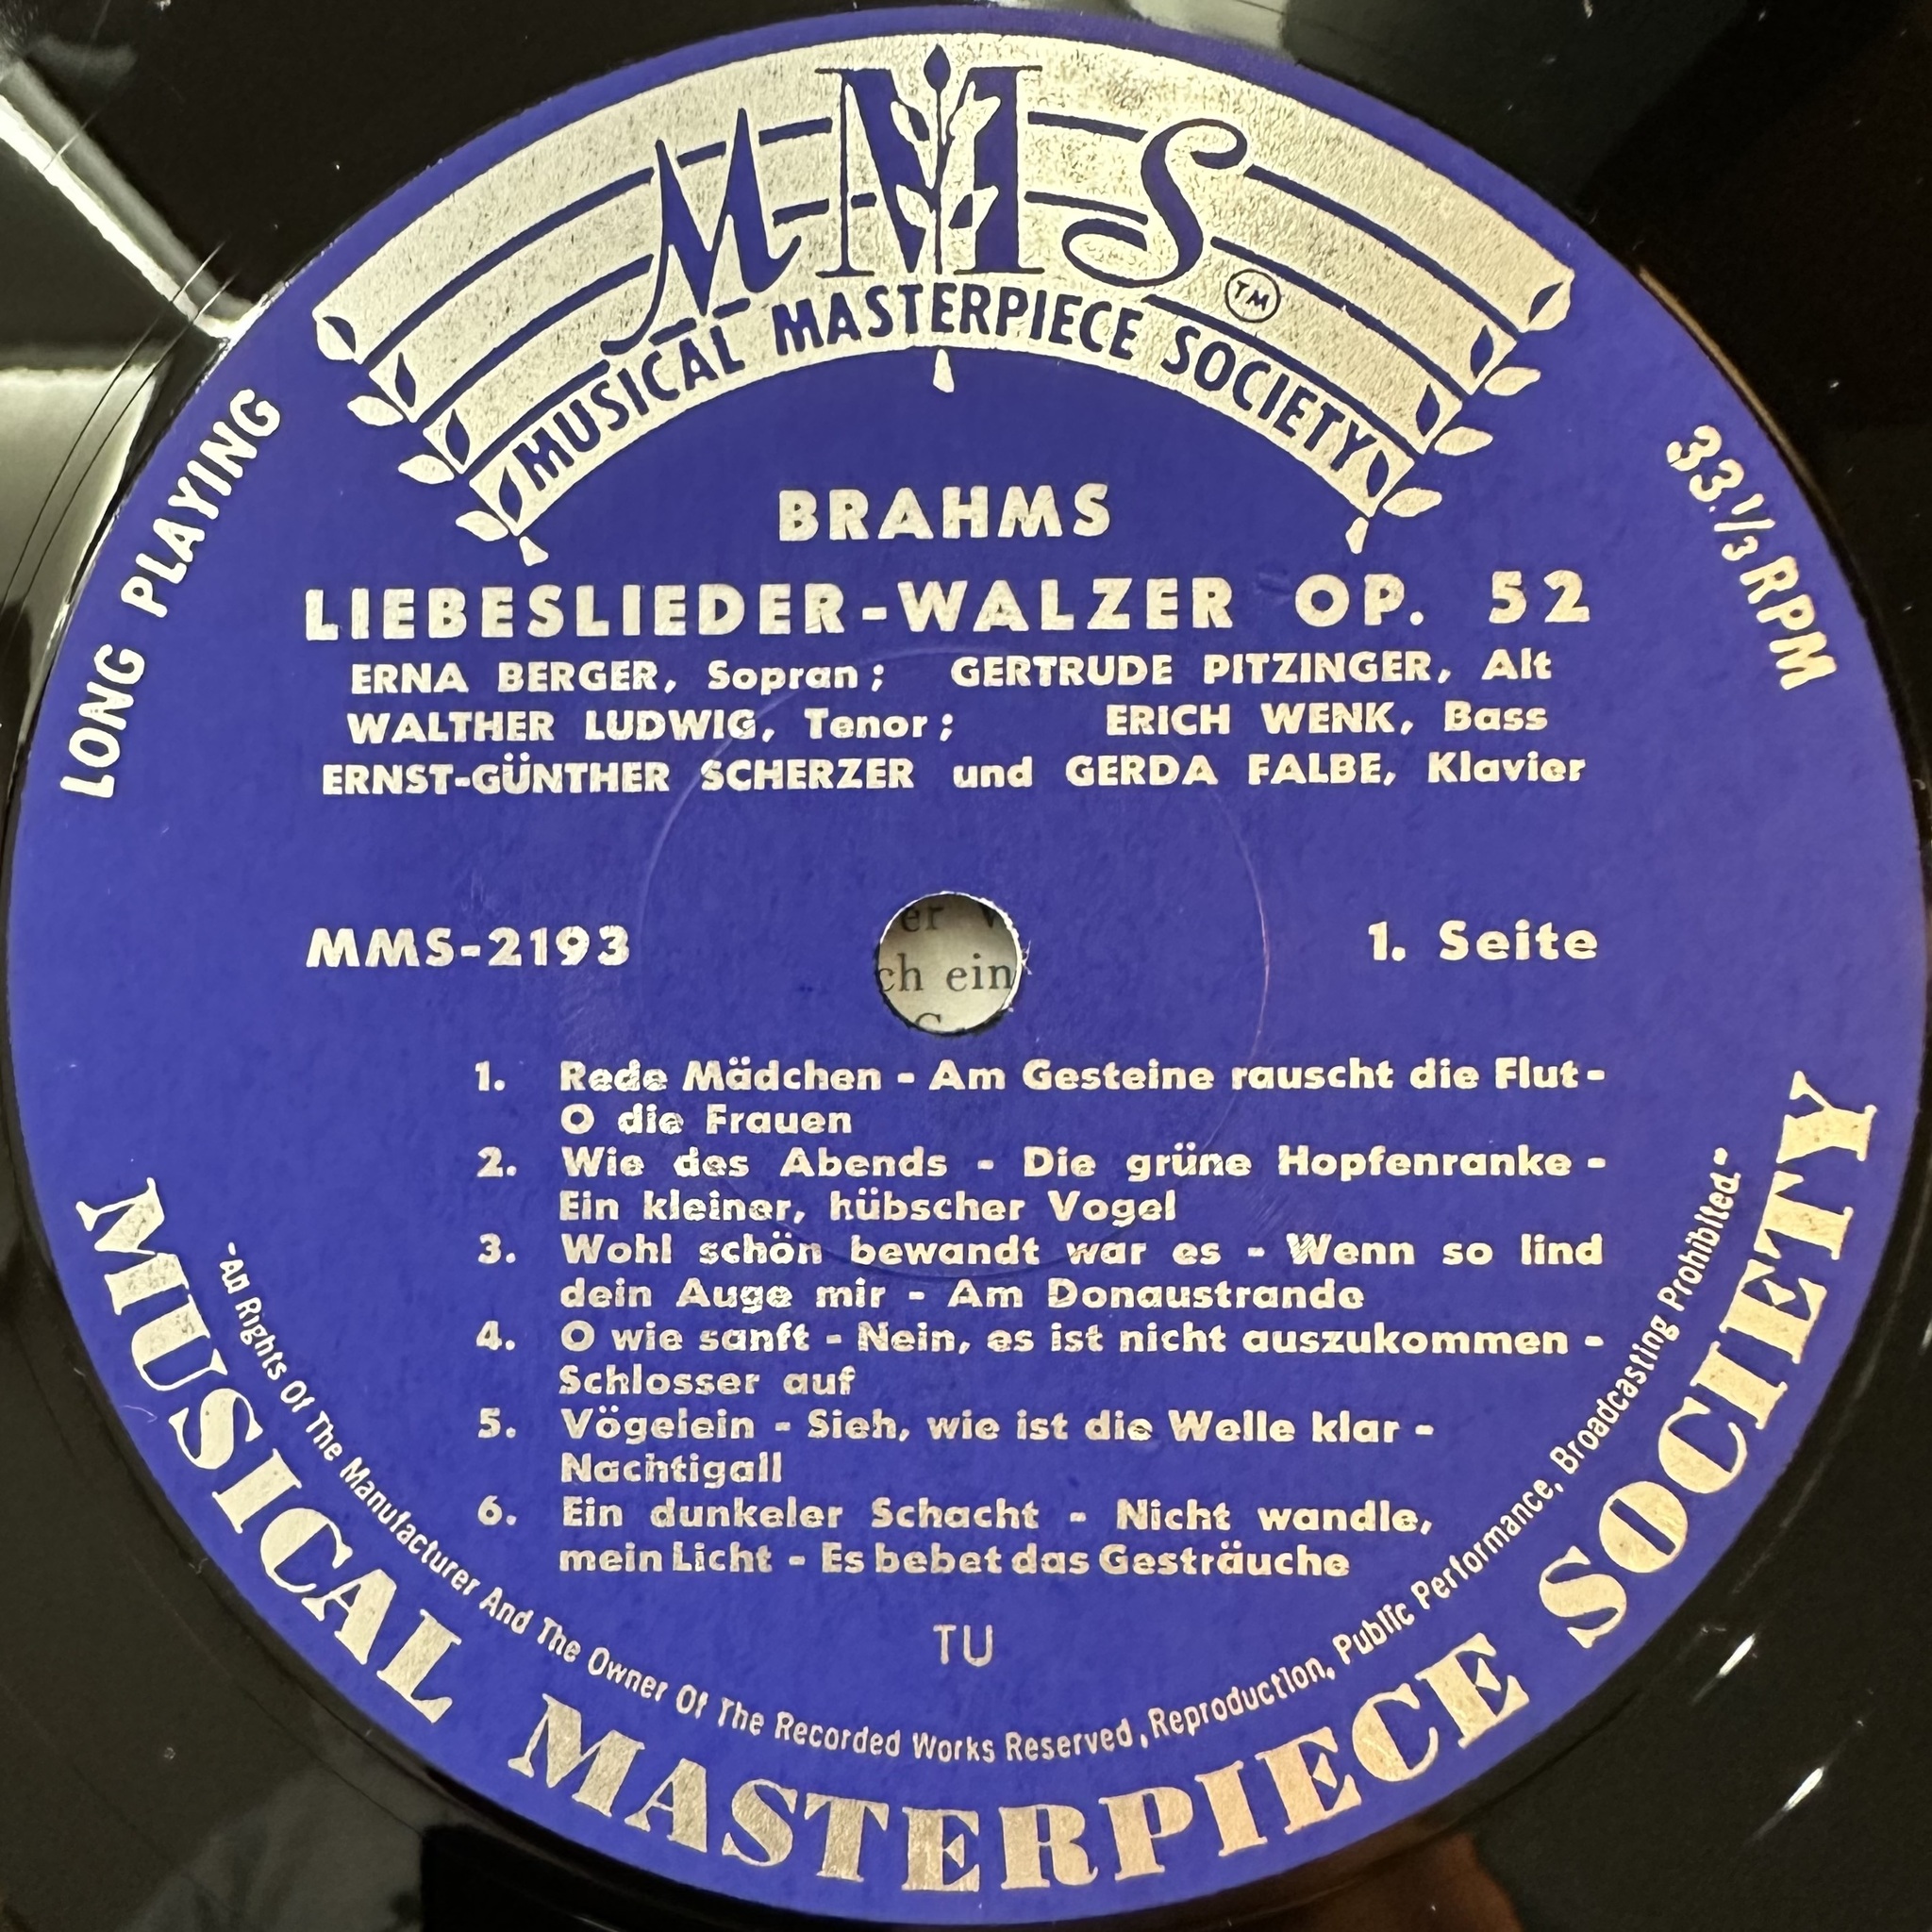 MMS
TM
MUSICAL MASTERPIECE SOCIETY
LONG PLAYING
33 1/3 RPM
BRAHMS
LIEBESLIEDER-WALZER OP. 52
ERNA BERGER, Sopran; GERTRUDE PITZINGER, Alt
WALTHER LUDWIG, Tenor; ERICH WENK, Bass
ERNST-GÜNTHER SCHERZER und GERDA FALBE, Klavier
er
ch ein
MMS-2193
1. Seite
1. Rede Mädchen - Am Gesteine rauscht die Flut -
O die Frauen
2. Wie des Abends - Die grüne Hopfenranke -
Ein kleiner, hübscher Vogel
3. Wohl schön bewandt war es - Wenn so lind
dein Auge mir - Am Donaustrande
4. O wie sanft - Nein, es ist nicht auszukommen -
Schlosser auf
5. Vögelein - Sieh, wie ist die Welle klar -
Nachtigall
6. Ein dunkeler Schacht - Nicht wandle,
mein Licht - Es bebet das Gesträuche
TU
-All Rights Of The Manufacturer And The Owner Of The Recorded Works Reserved, Reproduction, Public Performance, Broadcasting Prohibited.-
MUSICAL MASTERPIECE SOCIETY